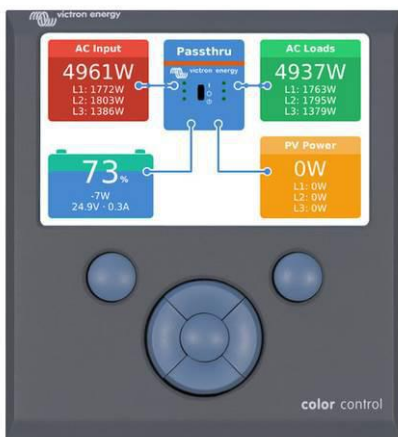 victron energy
AC Input
4961W
L1: 1772W
L2: 1803W
L3: 1386W
Passthru
victron energy
AC Loads
4937W
L1: 1763W
L2: 1795W
L3: 1379W
73%
-7W
24.9V · 0.3A
PV Power
0W
L1: 0W
L2: 0W
L3: 0W
color control